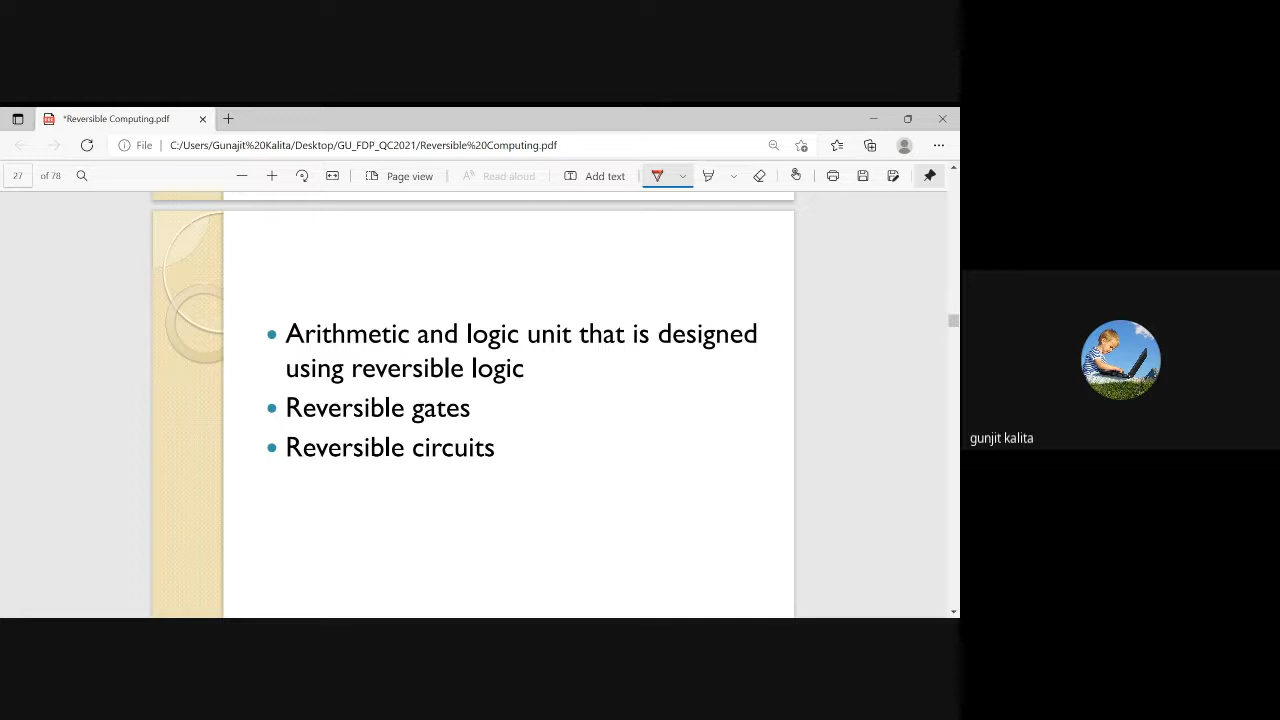 *Reversible Computing.pdf
File C:/Users/Gunajit%20Kalita/Desktop/GU_FDP_QC2021/Reversible%20Computing.pdf
27 of 78 Page view Read aloud Add text
Arithmetic and logic unit that is designed
using reversible logic
Reversible gates
Reversible circuits
gunjit kalita